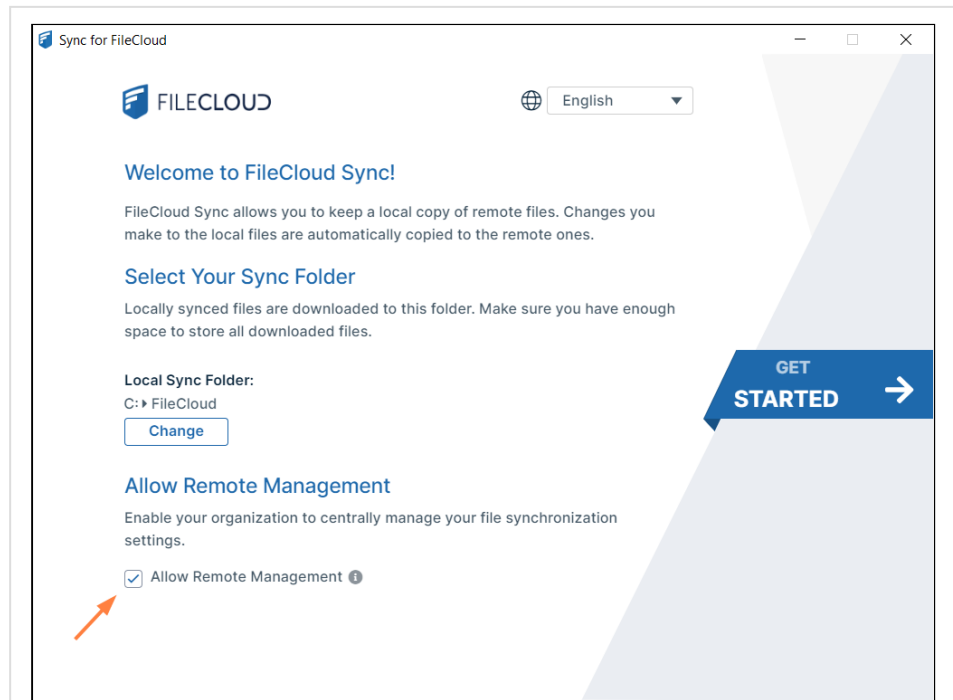 Sync for FileCloud
FILECLOUD
English
Welcome to FileCloud Sync!
FileCloud Sync allows you to keep a local copy of remote files. Changes you
make to the local files are automatically copied to the remote ones.
Select Your Sync Folder
Locally synced files are downloaded to this folder. Make sure you have enough
space to store all downloaded files.
Local Sync Folder:
C: FileCloud
Change
GET
STARTED
Allow Remote Management
Enable your organization to centrally manage your file synchronization
settings.
Allow Remote Management